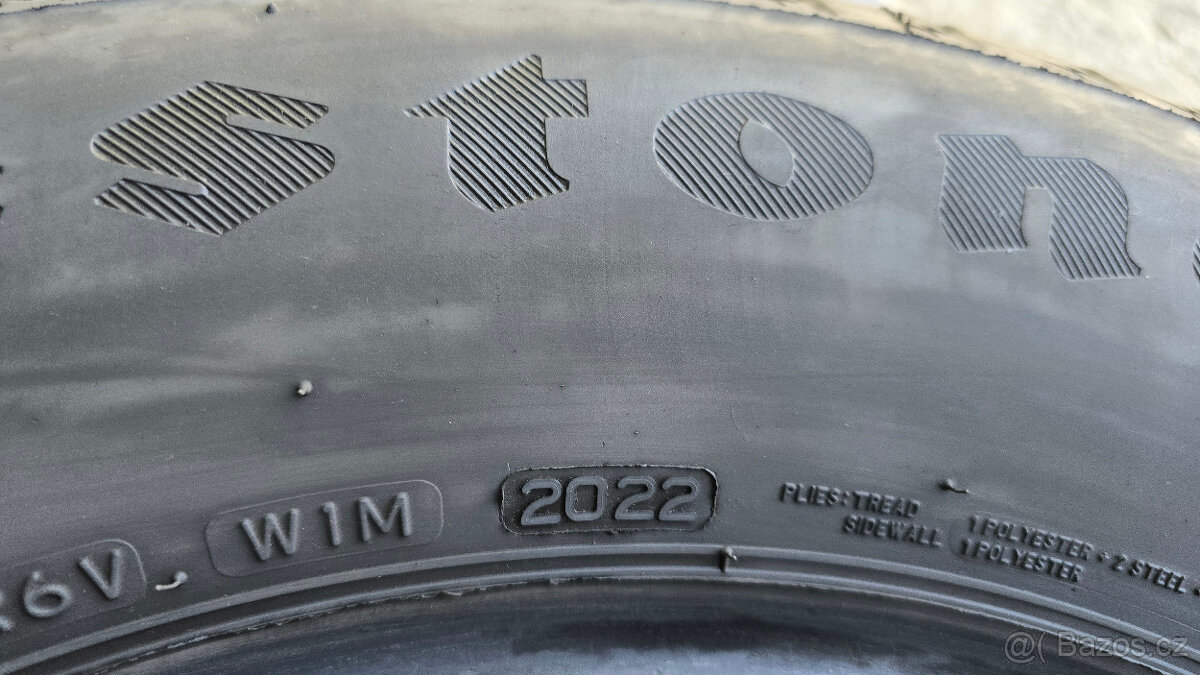 ston
6V W1M 2022
PLIES: TREAD 1 POLYESTER + 2 STEEL
SIDEWALL 1 POLYESTER
@( Bazos.cz